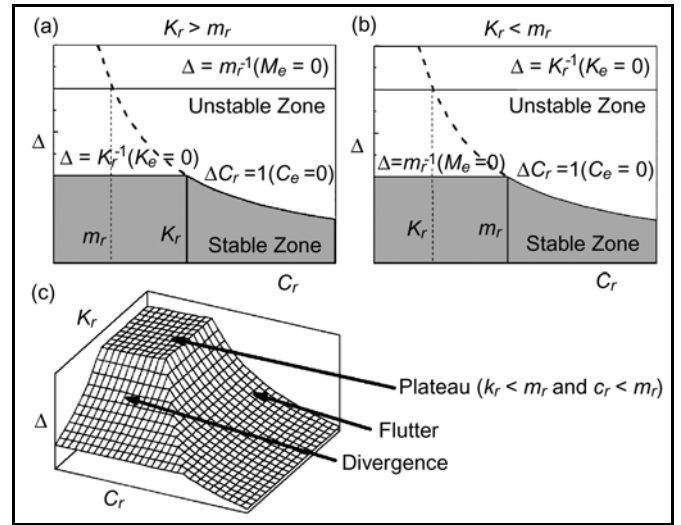 (a)
K_r > m_r
Δ = m_r^-1(M_e = 0)
Unstable Zone
Δ
Δ = K_r^-1(K_e = 0)
ΔC_r = 1(C_e = 0)
m_r
K_r
Stable Zone
C_r
(b)
K_r < m_r
Δ = K_r^-1(K_e = 0)
Unstable Zone
Δ
Δ=m_r^-1(M_e = 0)
ΔC_r = 1(C_e = 0)
K_r
m_r
Stable Zone
C_r
(c)
K_r
Plateau (k_r < m_r and c_r < m_r)
Flutter
Δ
Divergence
C_r